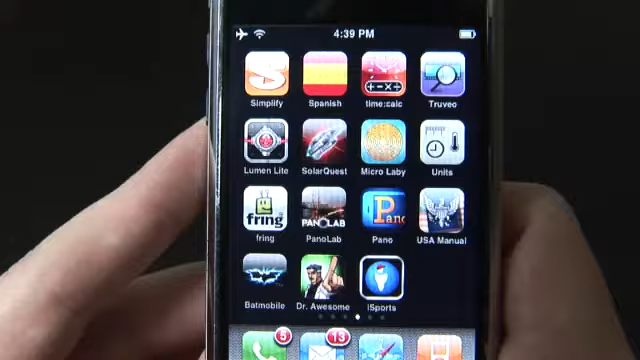 4:39 PM
Simplify Spanish time:calc Truveo
Lumen Lite SolarQuest Micro Laby Units
fring
PANOLAB
Pano
fring PanoLab Pano USA Manual
Batmobile Dr. Awesome iSports
5 13